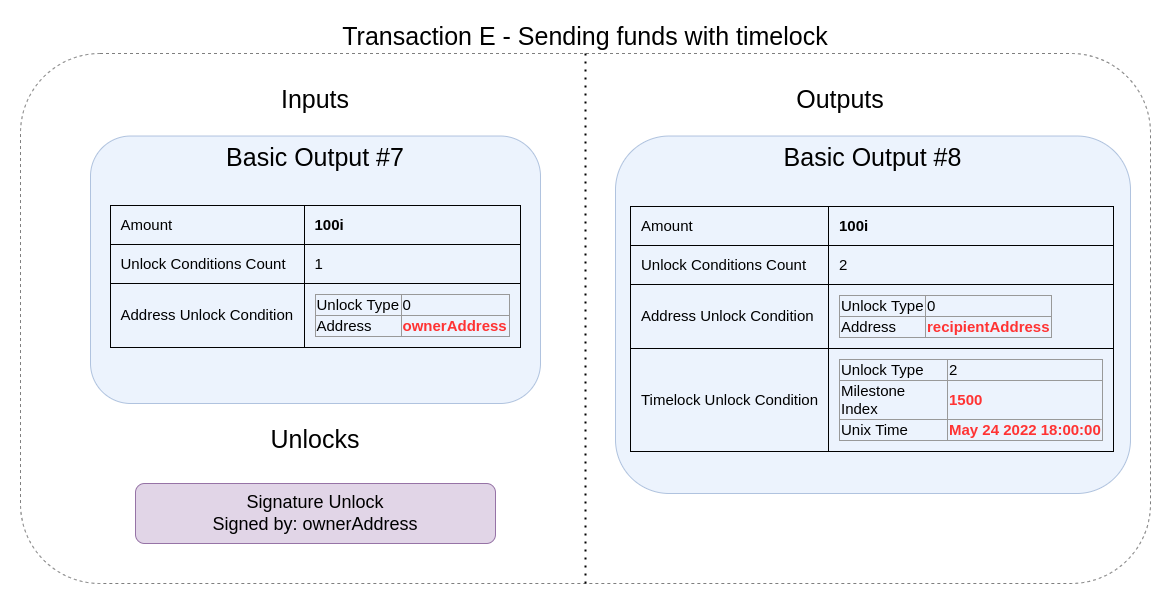 Transaction E - Sending funds with timelock
Inputs
Basic Output #7
Amount 100i
Unlock Conditions Count 1
Address Unlock Condition
Unlock Type 0
Address ownerAddress
Unlocks
Signature Unlock
Signed by: ownerAddress
Outputs
Basic Output #8
Amount 100i
Unlock Conditions Count 2
Address Unlock Condition
Unlock Type 0
Address recipientAddress
Timelock Unlock Condition
Unlock Type 2
Milestone
Index
1500
Unix Time May 24 2022 18:00:00